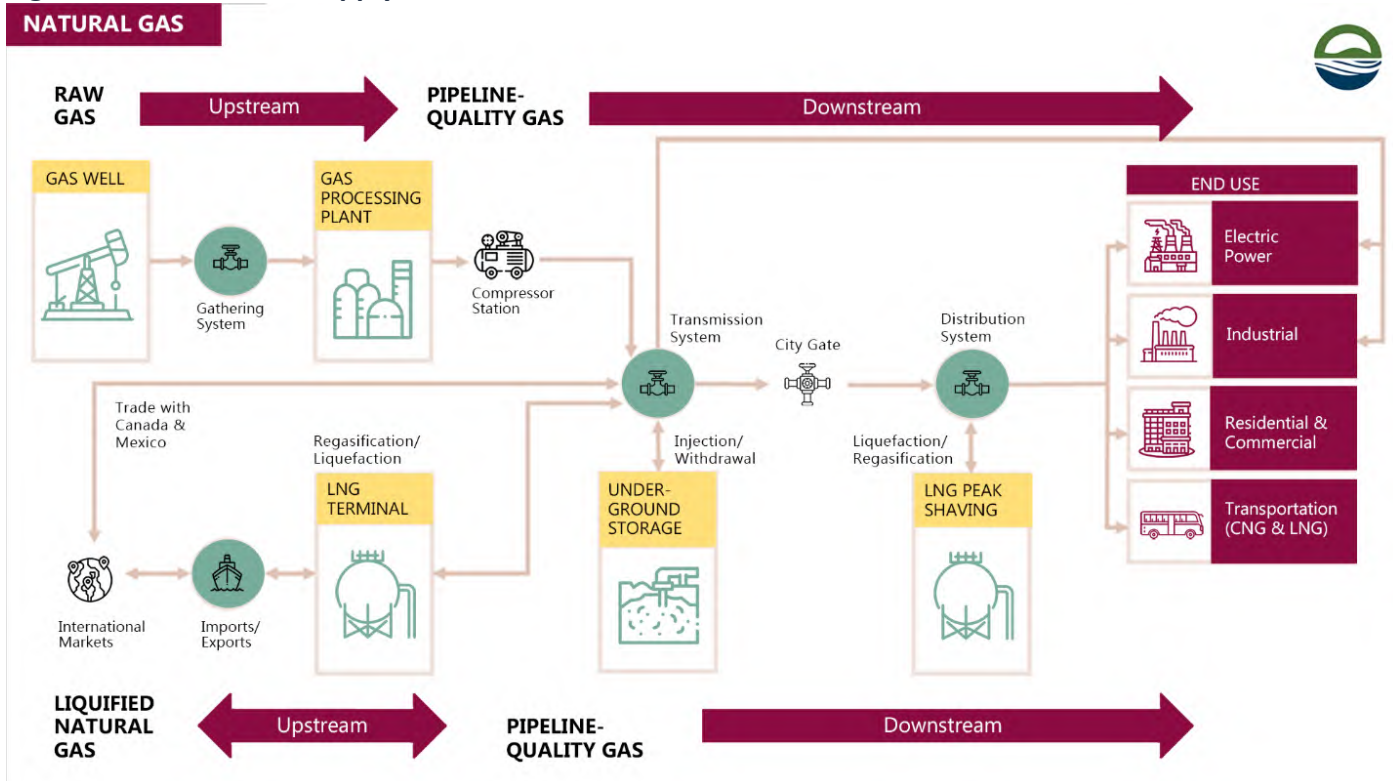 NATURAL GAS
RAW
GAS
Upstream
PIPELINE-
QUALITY GAS
Downstream
GAS WELL
Gathering
System
GAS
PROCESSING
PLANT
Compressor
Station
Transmission
System
City Gate
Distribution
System
END USE
Electric
Power
Industrial
Residential &
Commercial
Transportation
(CNG & LNG)
Trade with
Canada &
Mexico
Regasification/
Liquefaction
LNG
TERMINAL
Injection/
Withdrawal
UNDER-
GROUND
STORAGE
Liquefaction/
Regasification
LNG PEAK
SHAVING
International
Markets
Imports/
Exports
LIQUIFIED
NATURAL
GAS
Upstream
PIPELINE-
QUALITY GAS
Downstream